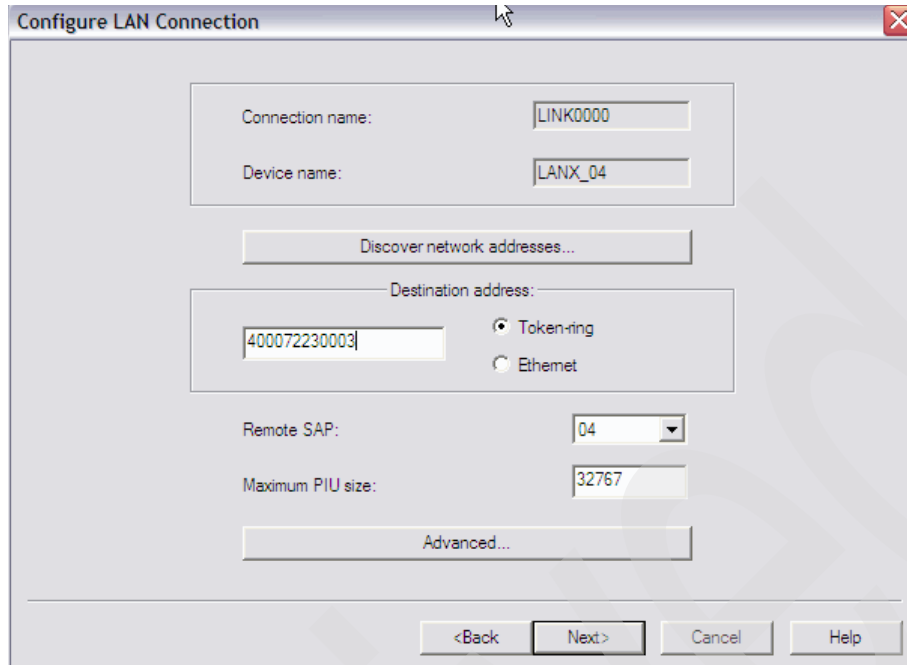 Configure LAN Connection
Connection name: LINK0000
Device name: LANX_04
Discover network addresses...
Destination address:
400072230003 Token-ring
Ethernet
Remote SAP: 04
Maximum PIU size: 32767
Advanced...
<Back Next> Cancel Help